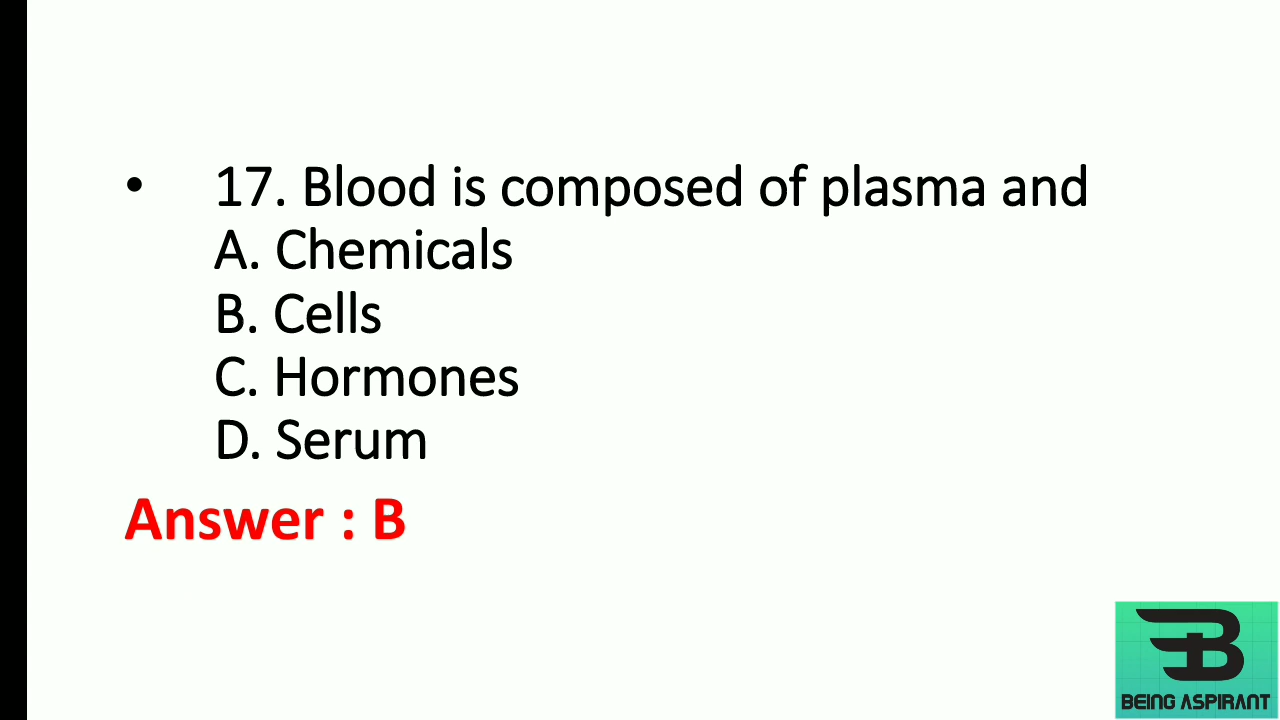 • 17. Blood is composed of plasma and
A. Chemicals
B. Cells
C. Hormones
D. Serum
Answer : B
BEING ASPIRANT